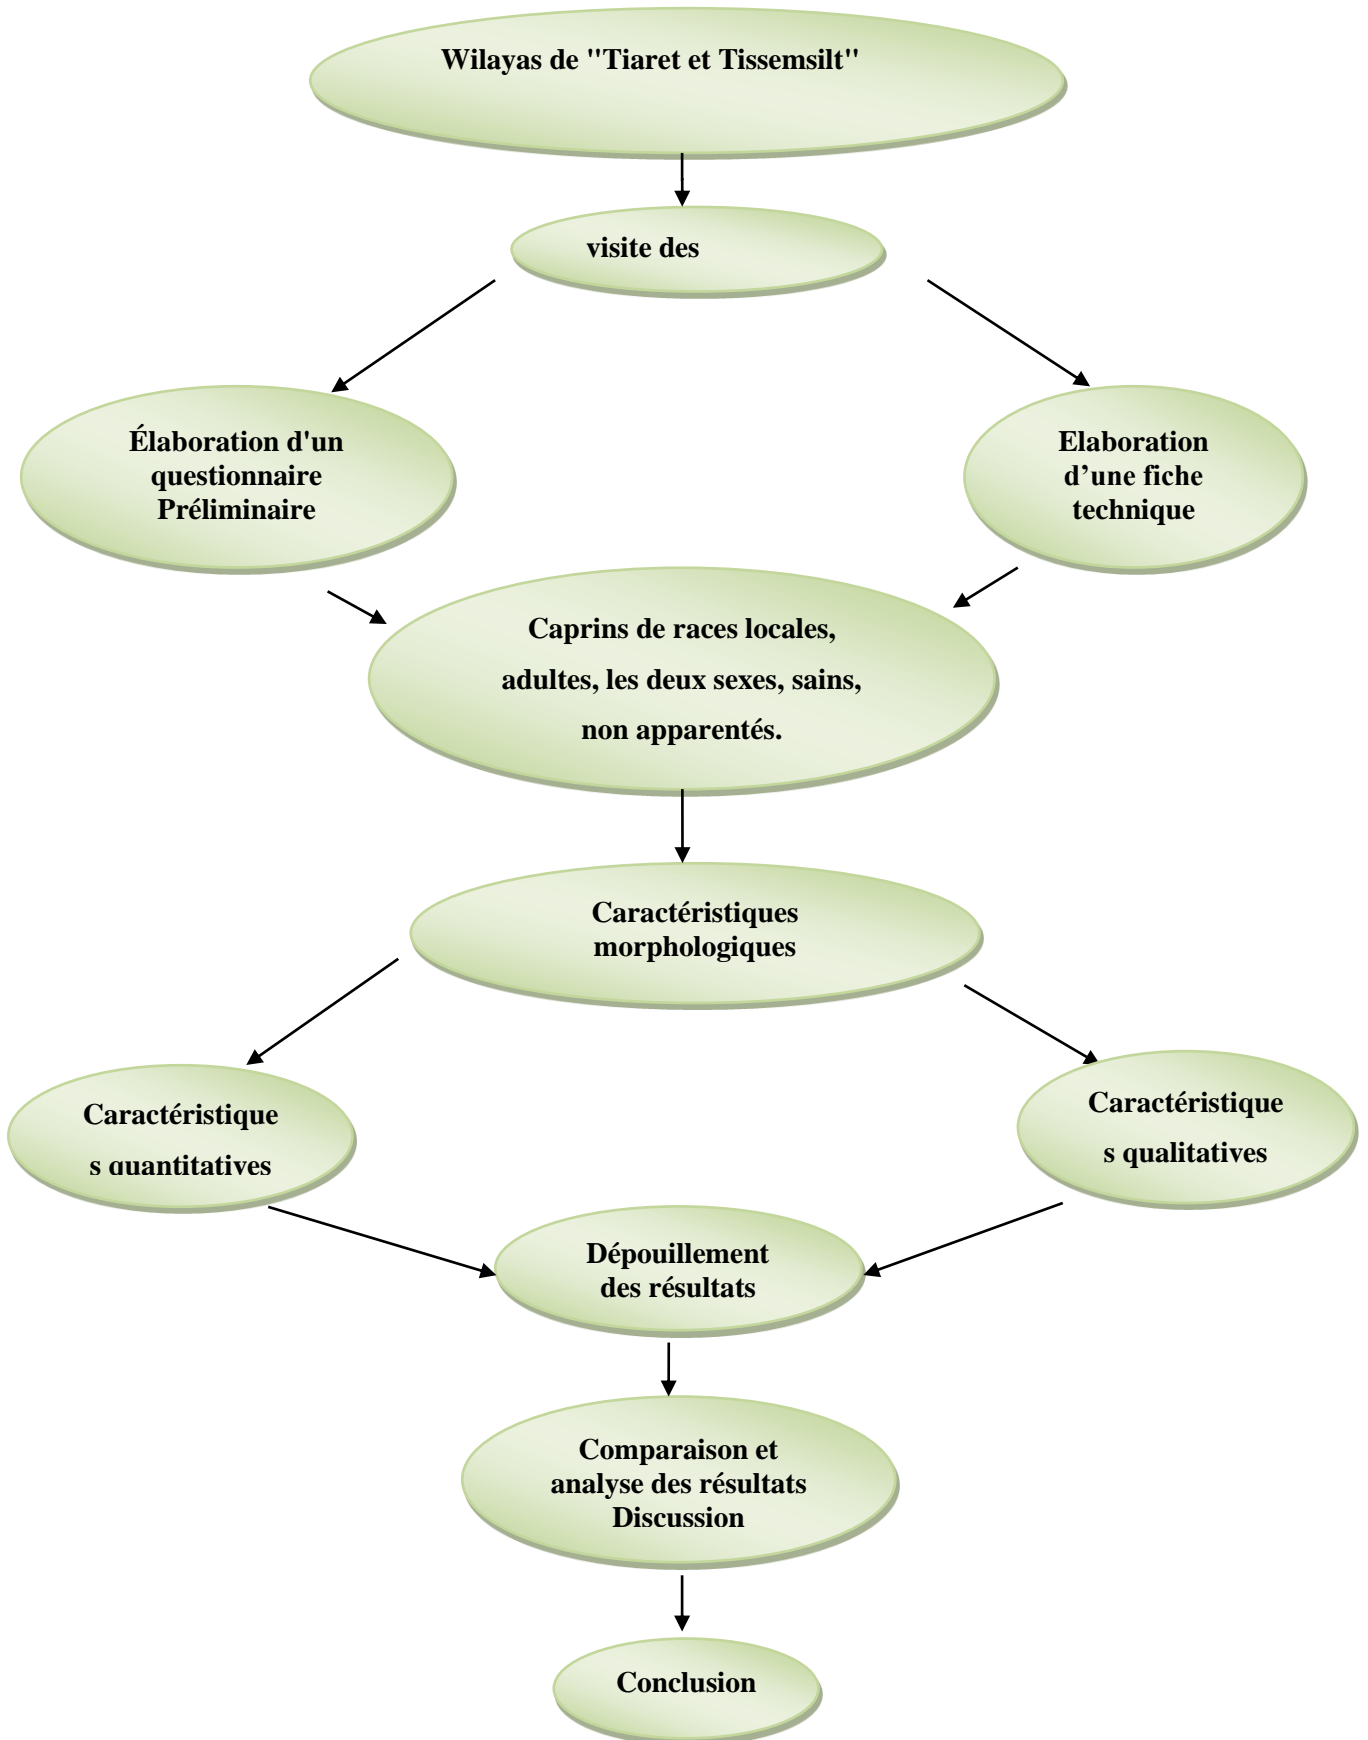 Wilayas de "Tiaret et Tissemsilt"
visite des
Élaboration d'un
questionnaire
Préliminaire
Elaboration
d’une fiche
technique
Caprins de races locales,
adultes, les deux sexes, sains,
non apparentés.
Caractéristiques
morphologiques
Caractéristique
s quantitatives
Caractéristique
s qualitatives
Dépouillement
des résultats
Comparaison et
analyse des résultats
Discussion
Conclusion